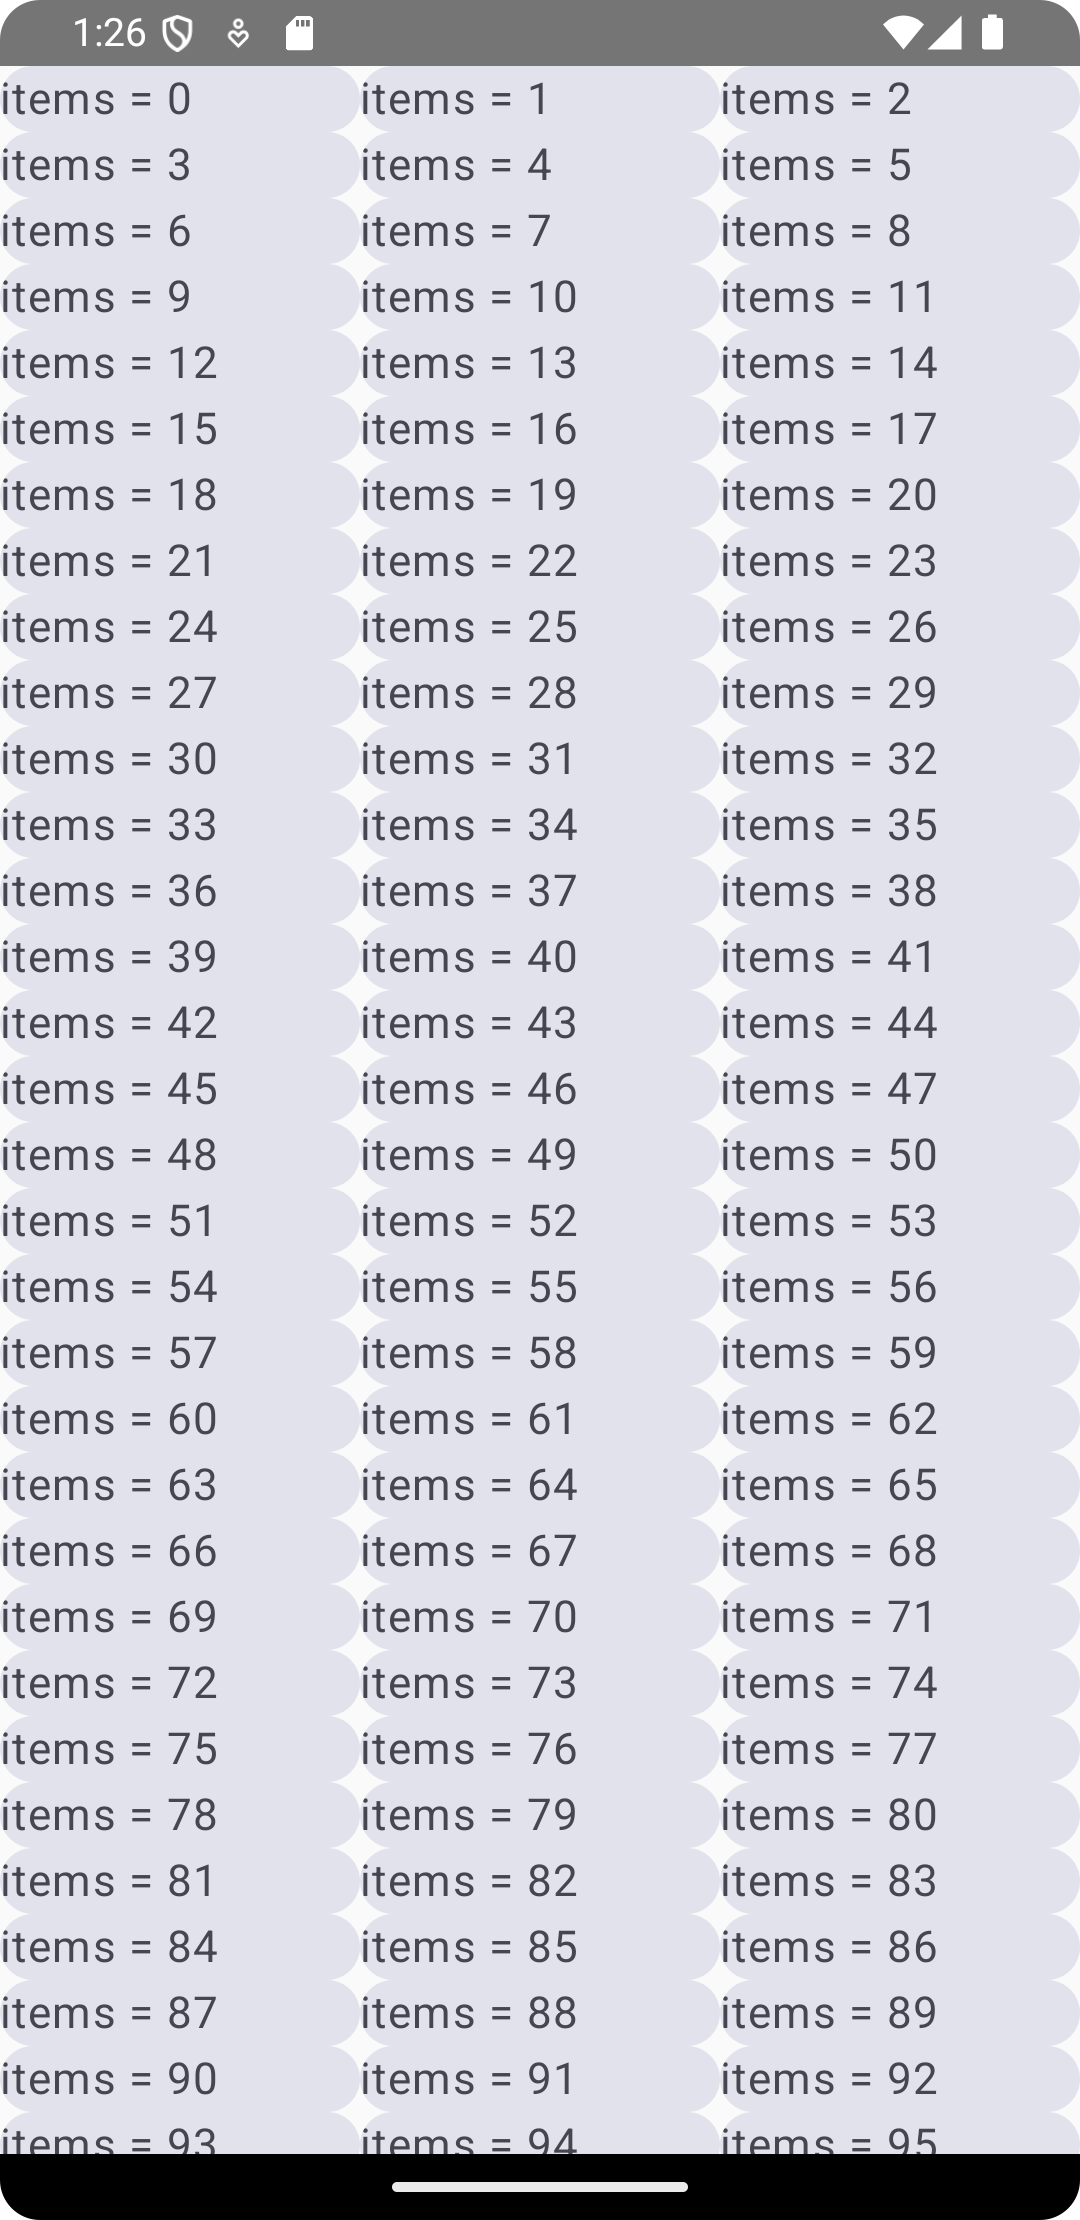 1:26
items = 0 items = 1 items = 2
items = 3 items = 4 items = 5
items = 6 items = 7 items = 8
items = 9 items = 10 items = 11
items = 12 items = 13 items = 14
items = 15 items = 16 items = 17
items = 18 items = 19 items = 20
items = 21 items = 22 items = 23
items = 24 items = 25 items = 26
items = 27 items = 28 items = 29
items = 30 items = 31 items = 32
items = 33 items = 34 items = 35
items = 36 items = 37 items = 38
items = 39 items = 40 items = 41
items = 42 items = 43 items = 44
items = 45 items = 46 items = 47
items = 48 items = 49 items = 50
items = 51 items = 52 items = 53
items = 54 items = 55 items = 56
items = 57 items = 58 items = 59
items = 60 items = 61 items = 62
items = 63 items = 64 items = 65
items = 66 items = 67 items = 68
items = 69 items = 70 items = 71
items = 72 items = 73 items = 74
items = 75 items = 76 items = 77
items = 78 items = 79 items = 80
items = 81 items = 82 items = 83
items = 84 items = 85 items = 86
items = 87 items = 88 items = 89
items = 90 items = 91 items = 92
items = 93 items = 94 items = 95